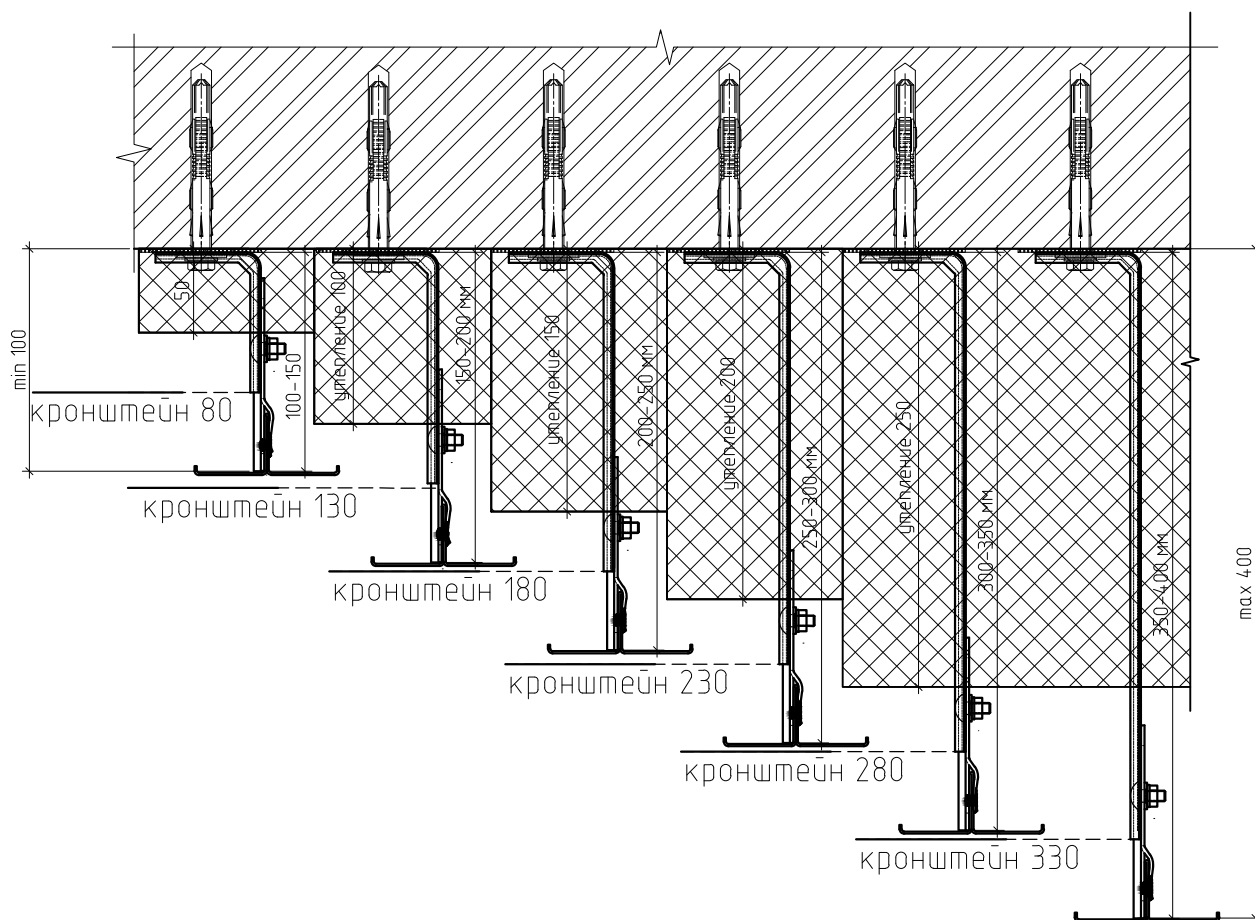 min 100
50
100-150
кронштейн 80
утепление 100
150-200 мм
кронштейн 130
утепление 150
200-250 мм
кронштейн 180
утепление 200
250-300 мм
кронштейн 230
утепление 250
300-350 мм
кронштейн 280
350-400 мм
кронштейн 330
max 400